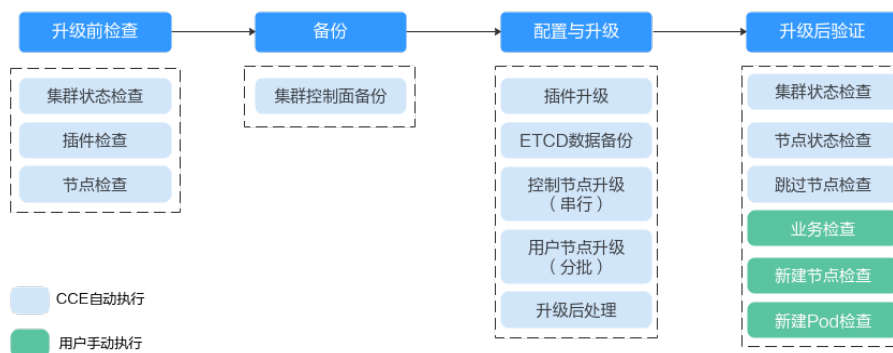 升级前检查
备份
配置与升级
升级后验证
集群状态检查
插件检查
节点检查
集群控制面备份
插件升级
ETCD数据备份
控制节点升级
（串行）
用户节点升级
（分批）
升级后处理
集群状态检查
节点状态检查
跳过节点检查
业务检查
新建节点检查
新建Pod检查
CCE自动执行
用户手动执行